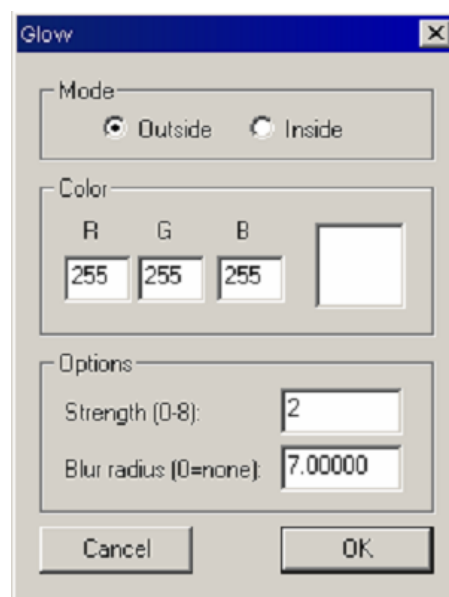 Glow
Mode
Outside Inside
Color
R G B
255 255 255
Options
Strength (0-8): 2
Blur radius (0=none): 7.00000
Cancel OK